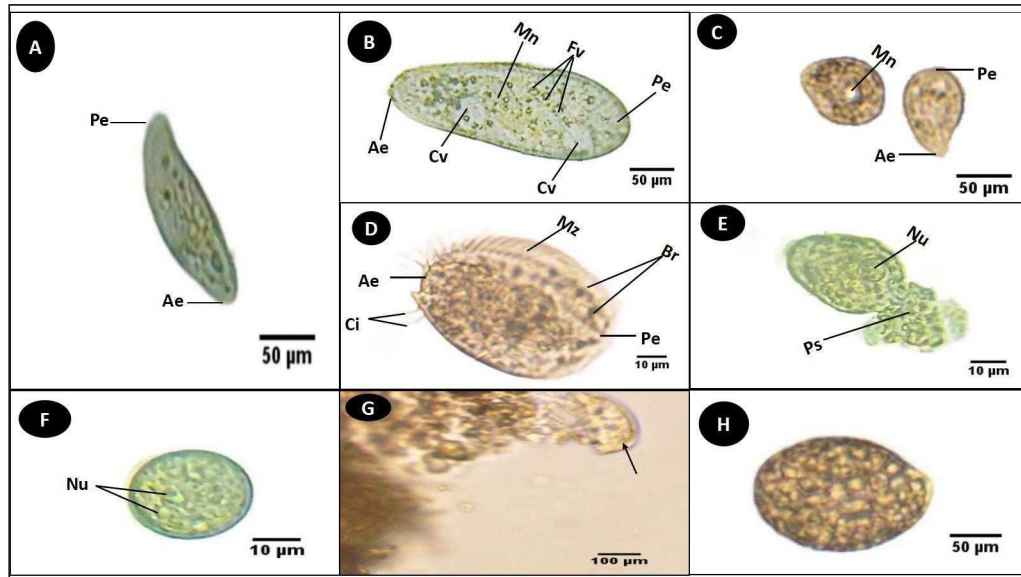 A
Pe
Ae
50 µm
B
Mn
Fv
Pe
Ae
Cv
Cv
50 µm
C
Mn
Pe
Ae
50 µm
D
Mz
Br
Ae
Ci
Pe
10 µm
E
Nu
Ps
10 µm
F
Nu
10 µm
G
100 µm
H
50 µm